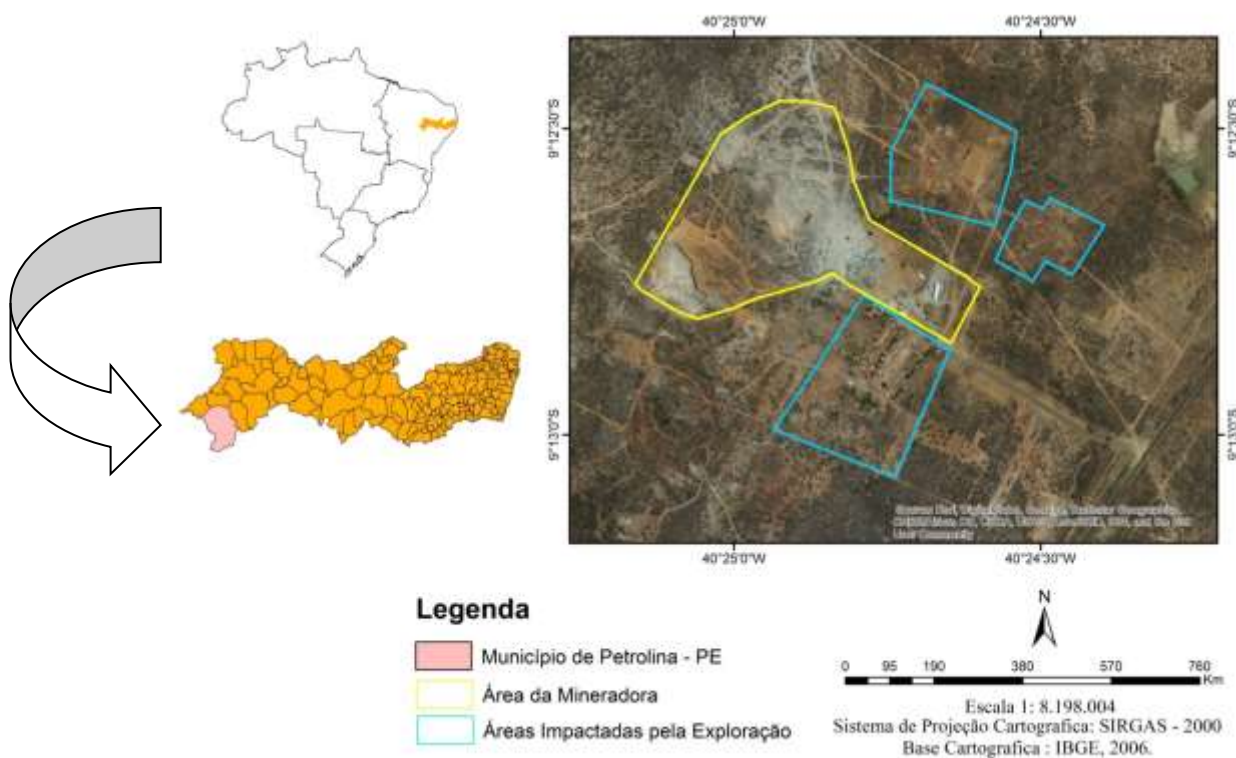 40°25'0"W
40°24'30"W
9°12'30"S
9°12'30"S
9°13'0"S
9°13'0"S
User Community
40°25'0"W
40°24'30"W
Legenda
Município de Petrolina - PE
Área da Mineradora
Áreas Impactadas pela Exploração
N
0 95 190 380 570 760
Km
Escala 1: 8.198.004
Sistema de Projeção Cartografica: SIRGAS - 2000
Base Cartografica : IBGE, 2006.